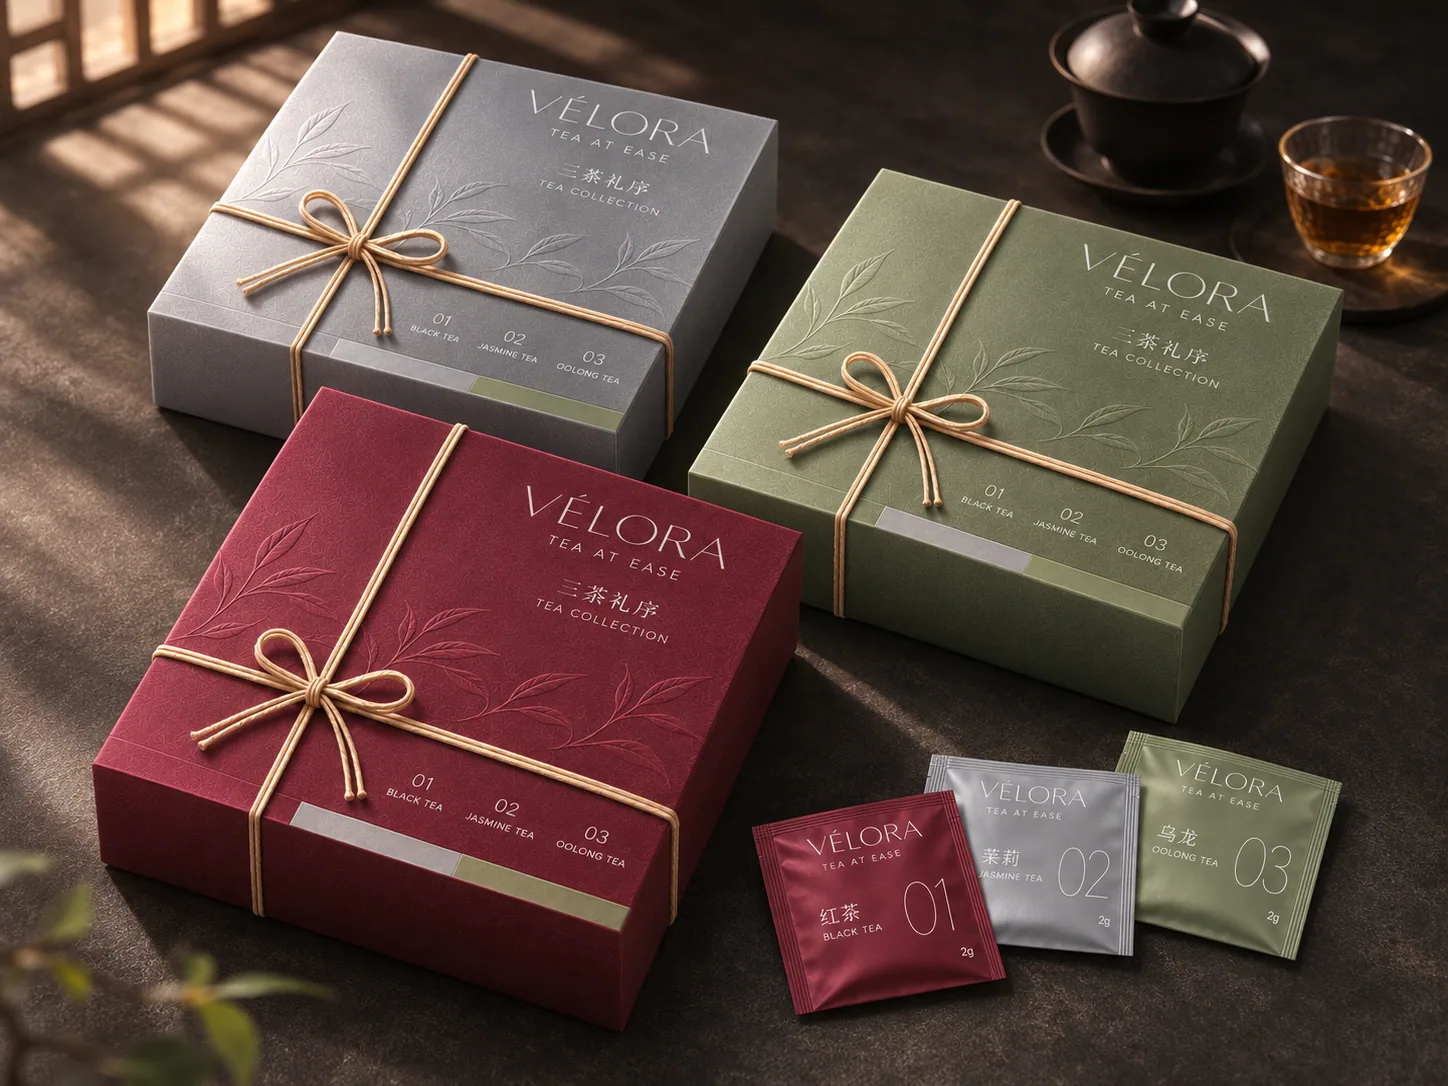 VÉLORA
TEA AT EASE
三茶礼序
TEA COLLECTION
01
BLACK TEA
02
JASMINE TEA
03
OOLONG TEA
VÉLORA
TEA AT EASE
三茶礼序
TEA COLLECTION
01
BLACK TEA
02
JASMINE TEA
03
OOLONG TEA
VÉLORA
TEA AT EASE
三茶礼序
TEA COLLECTION
01
BLACK TEA
02
JASMINE TEA
03
OOLONG TEA
VÉLORA
TEA AT EASE
红茶
BLACK TEA
01
2g
VÉLORA
TEA AT EASE
茉莉
JASMINE TEA
02
2g
VÉLORA
TEA AT EASE
乌龙
OOLONG TEA
03
2g